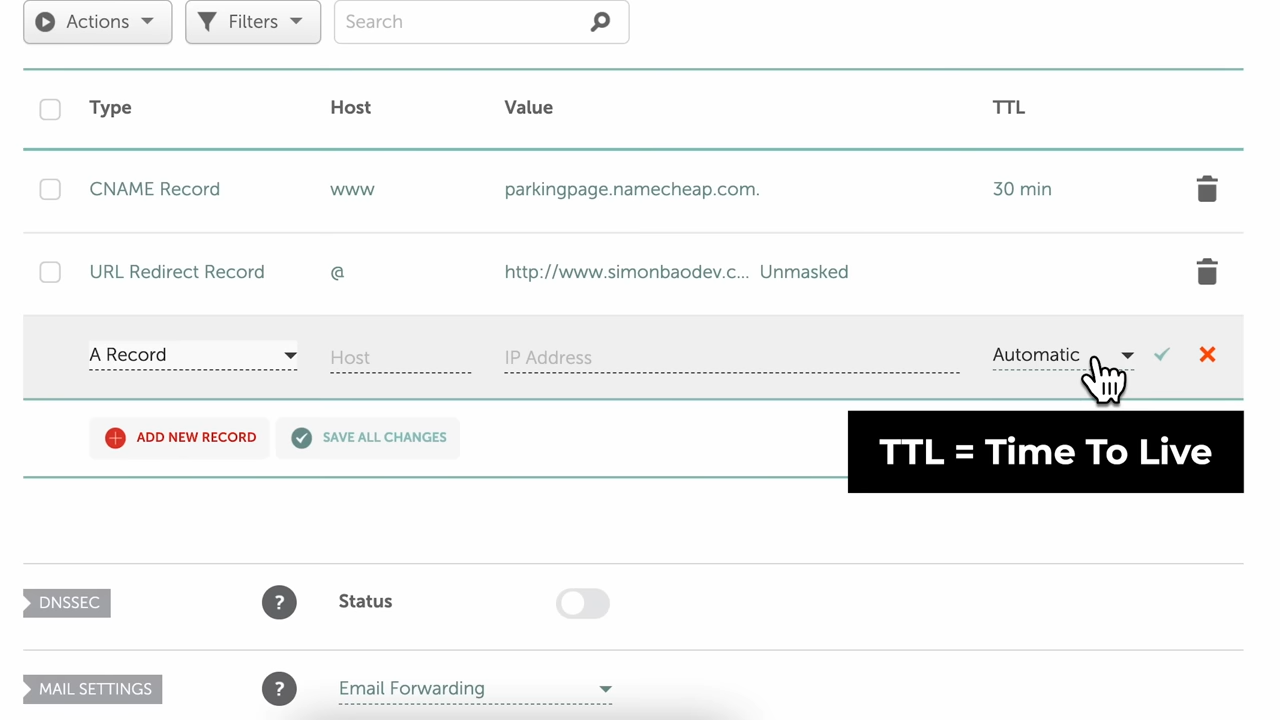 Actions Filters Search
Type Host Value TTL
CNAME Record www parkingpage.namecheap.com. 30 min
URL Redirect Record @ http://www.simonbaodev.c... Unmasked
A Record Host IP Address Automatic
ADD NEW RECORD SAVE ALL CHANGES
TTL = Time To Live
DNSSEC ? Status
MAIL SETTINGS ? Email Forwarding